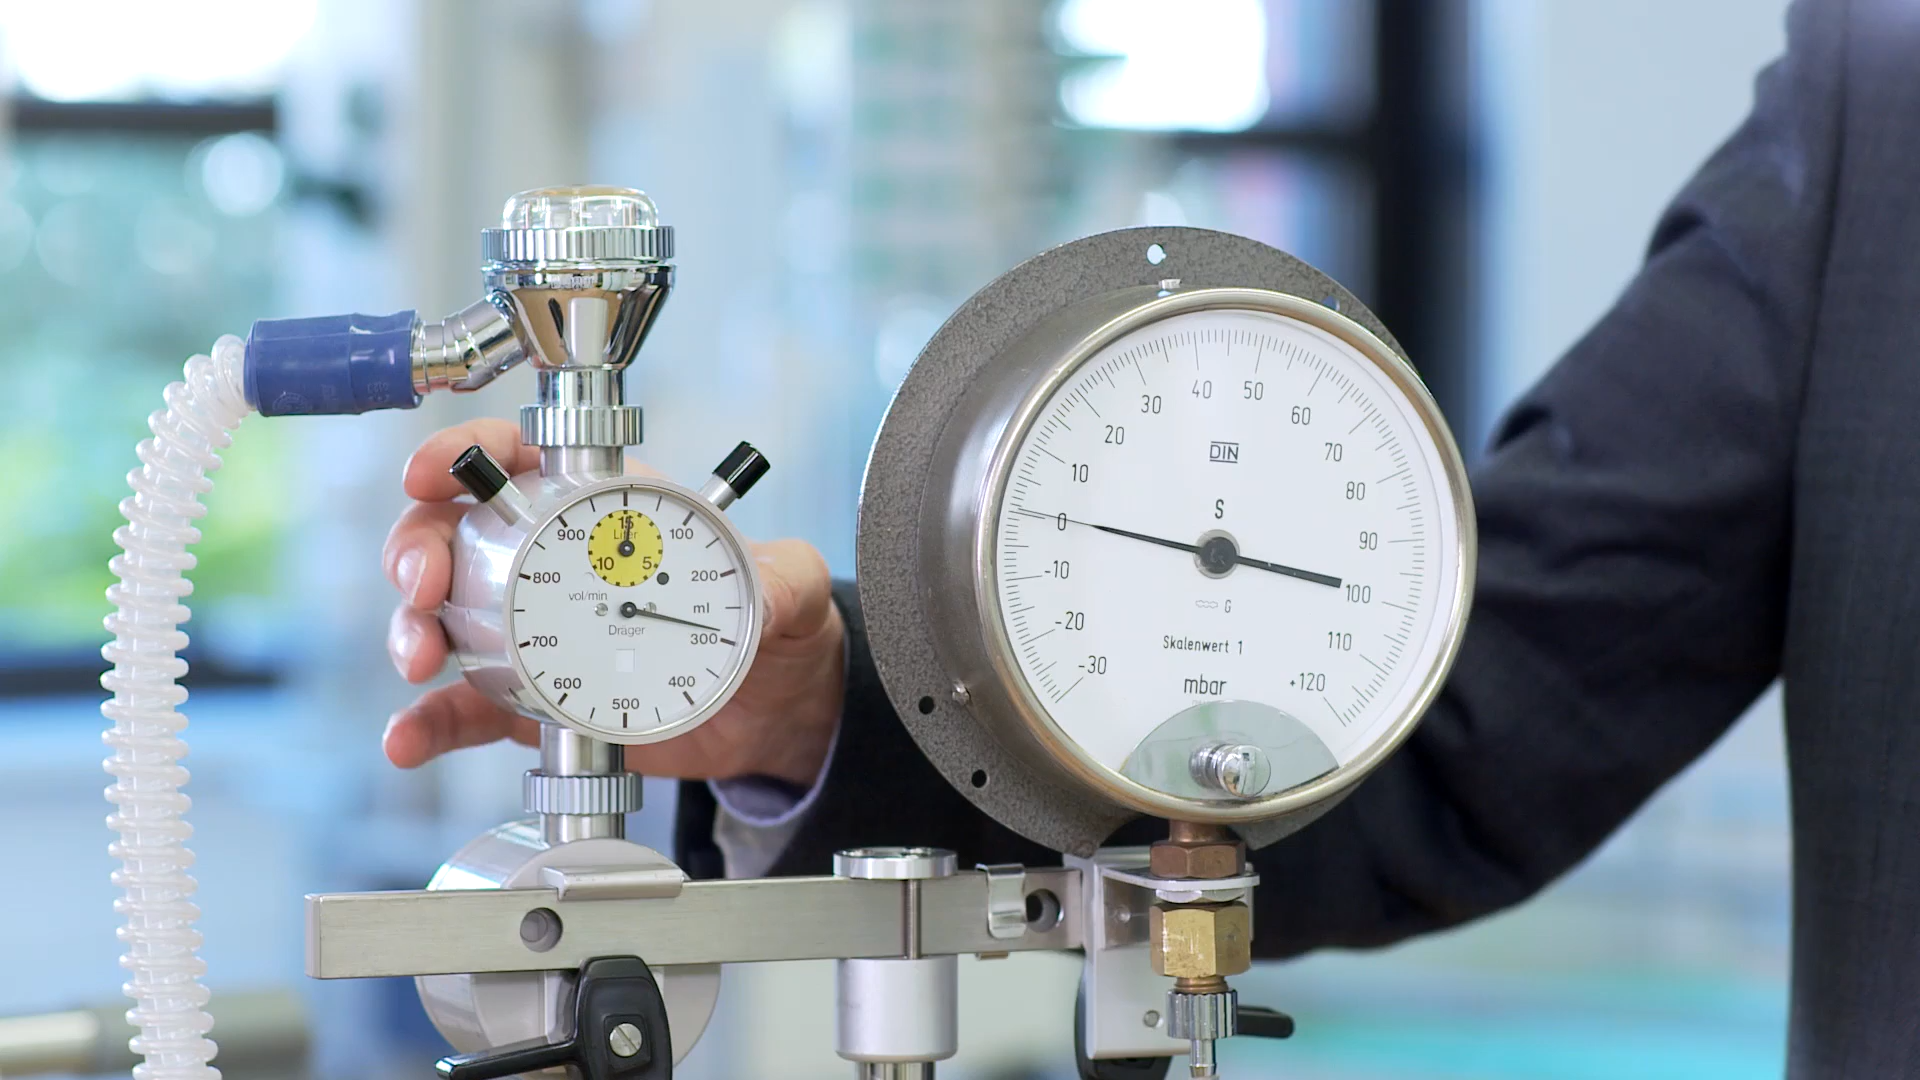 15
Liter
10 5
900 100
800 200
vol/min
ml
Dräger
700 300
600 400
500
40 50
30 60
20 70
DIN
10 80
S
0 90
-10 100
G
-20 110
Skalenwert 1
-30 +120
mbar